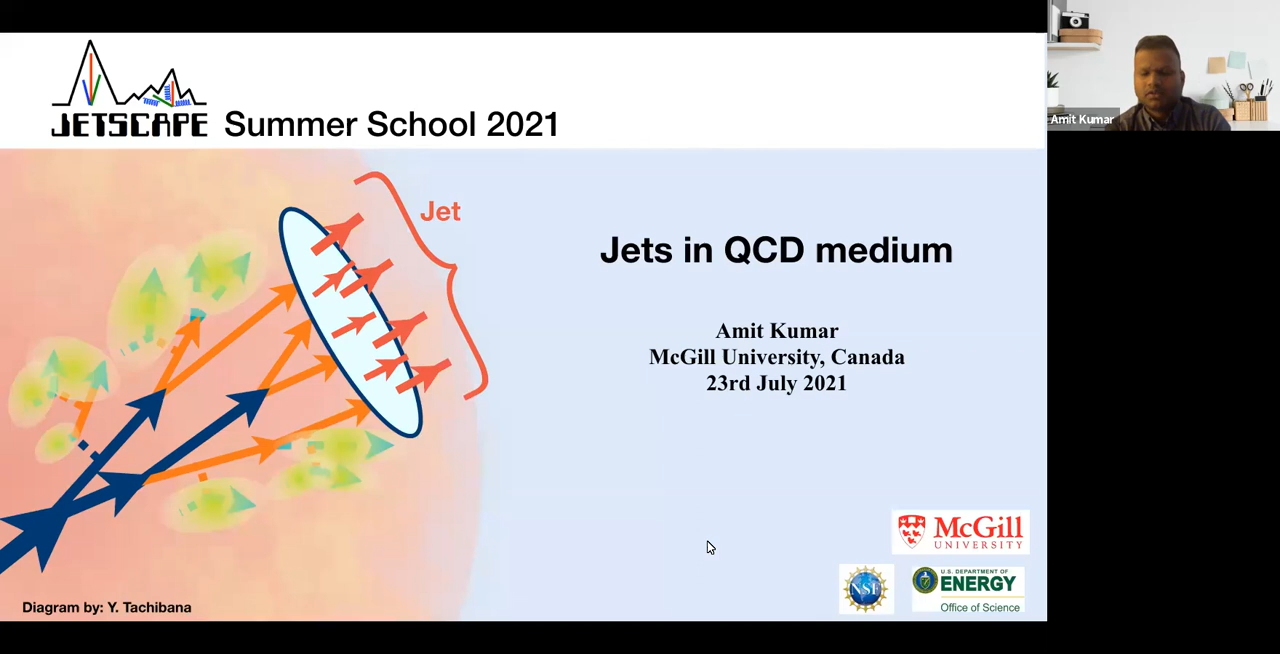 JETSCAPE
Summer School 2021
Amit Kumar
Jet
Jets in QCD medium
Amit Kumar
McGill University, Canada
23rd July 2021
McGill
UNIVERSITY
NSF
U.S. DEPARTMENT OF
ENERGY
Office of Science
Diagram by: Y. Tachibana